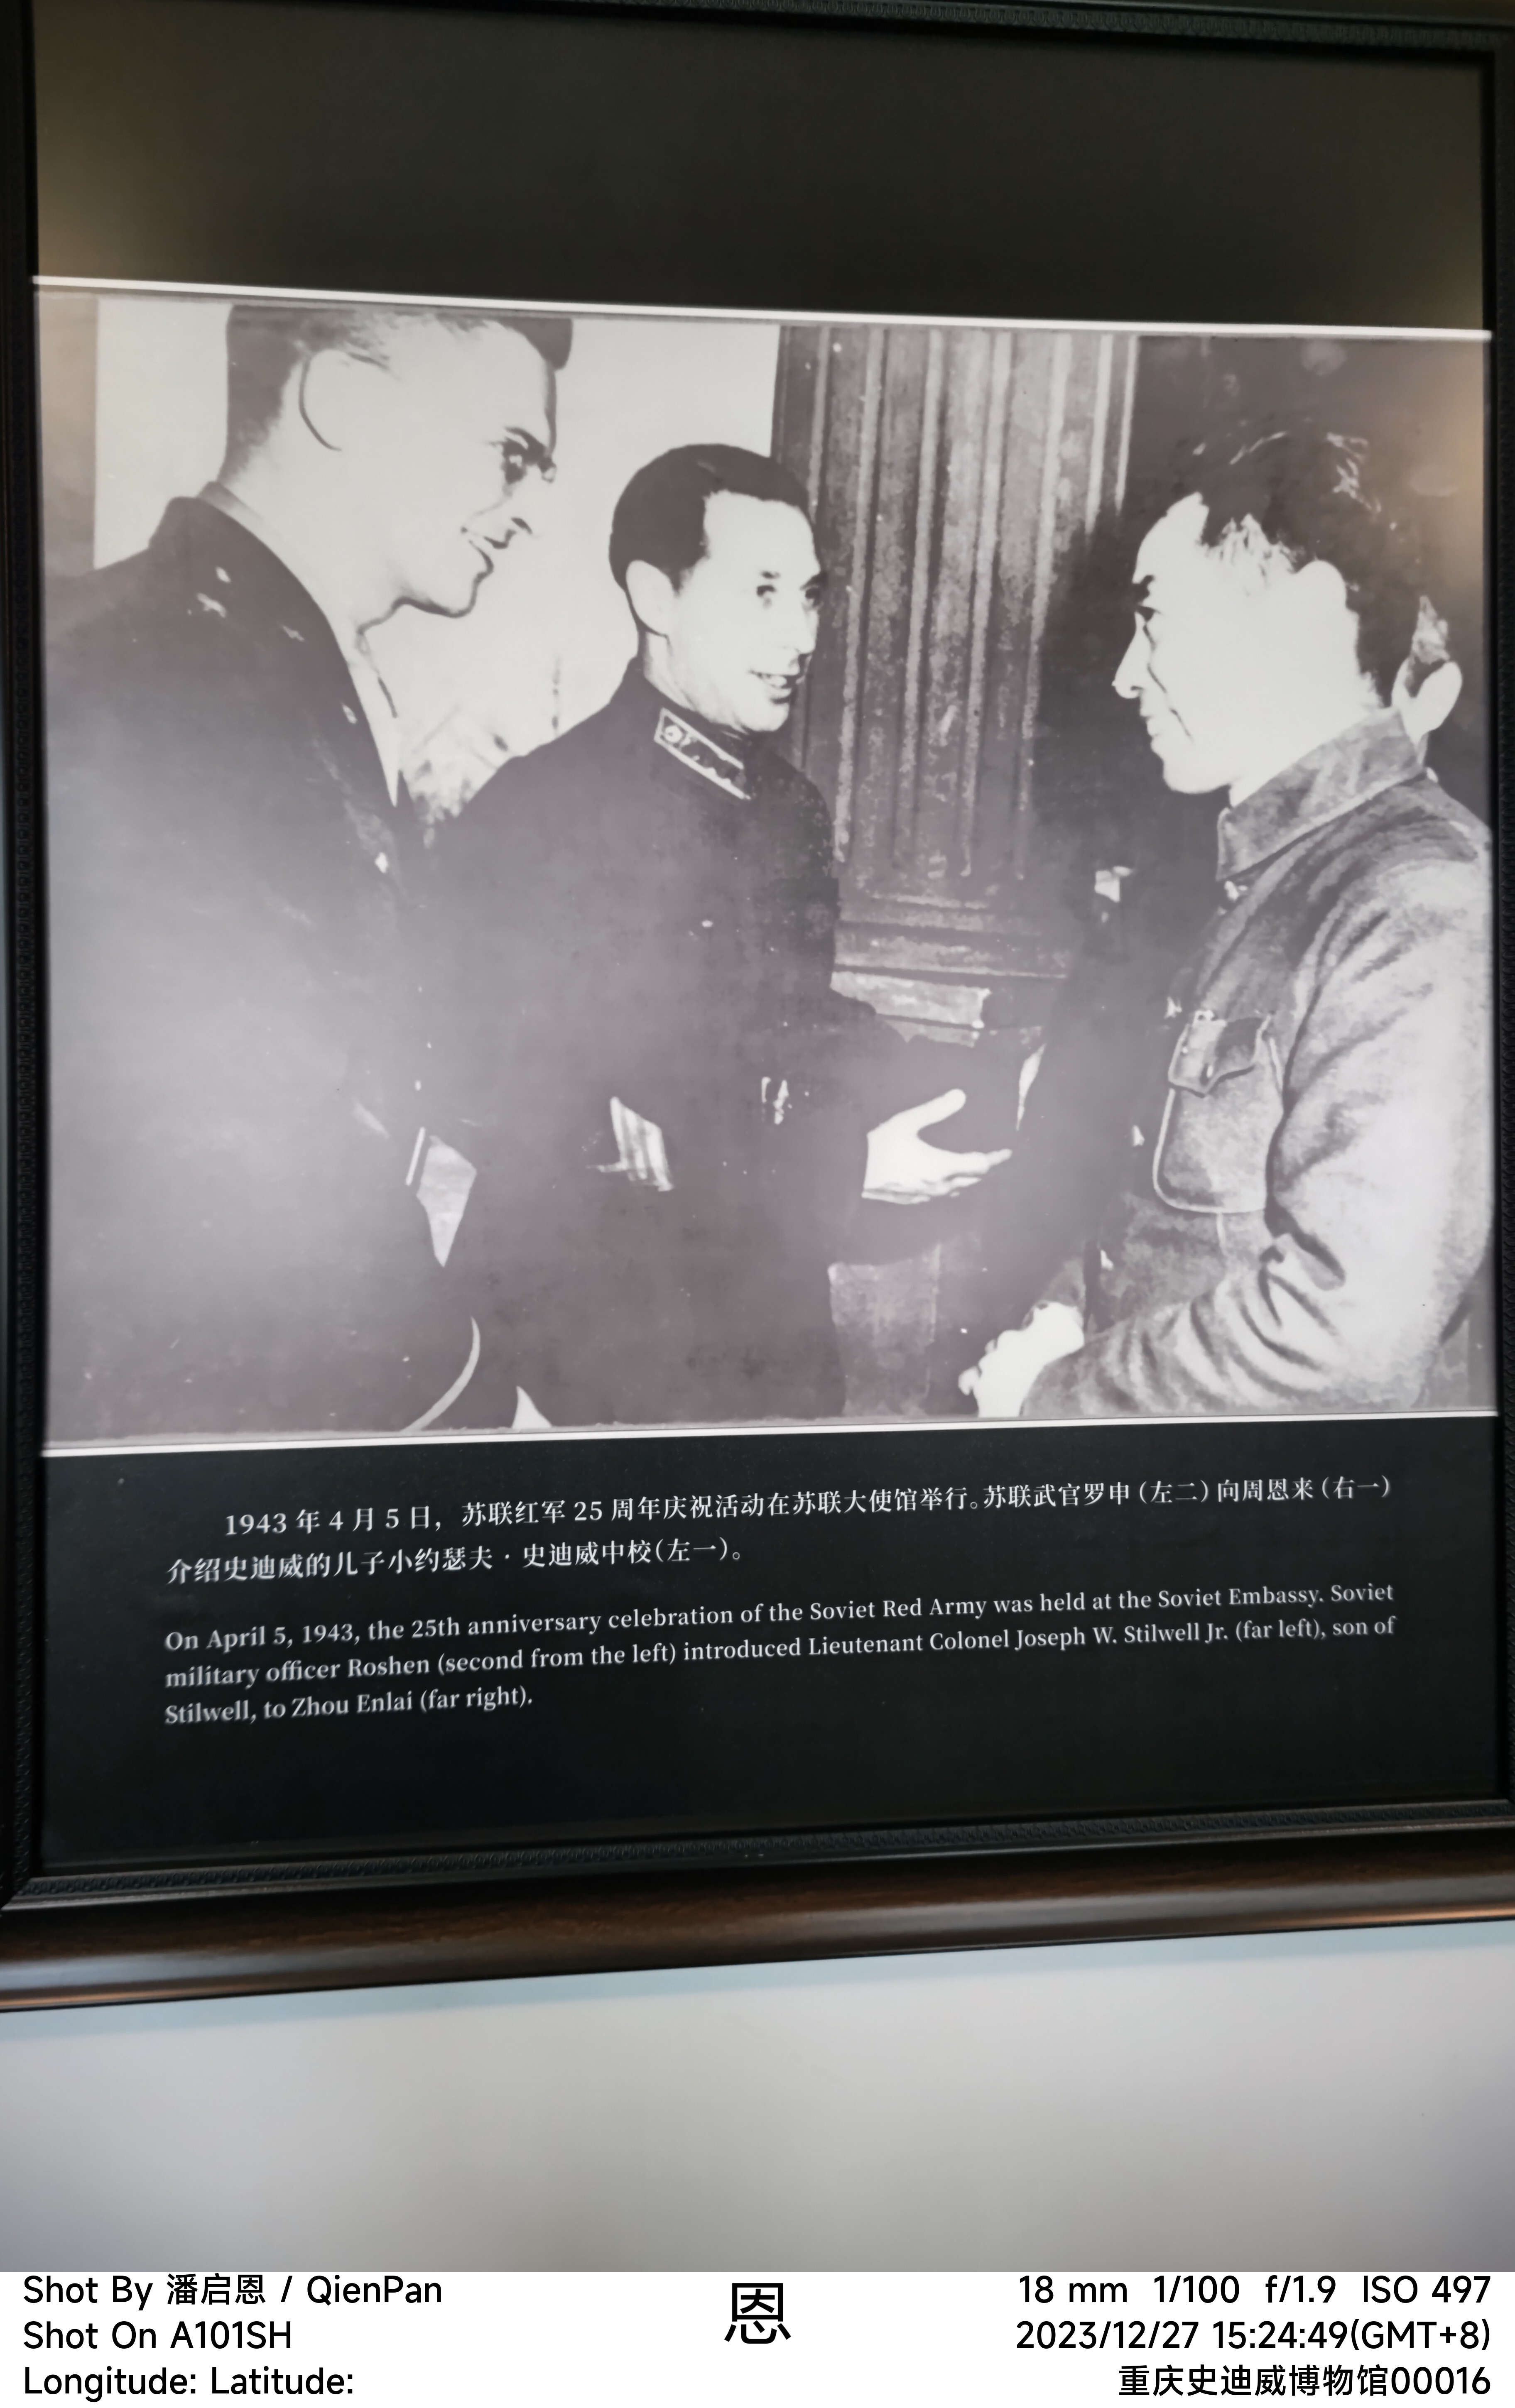 1943 年 4 月 5 日，苏联红军 25 周年庆祝活动在苏联大使馆举行。苏联武官罗申（左二）向周恩来（右一）
介绍史迪威的儿子小约瑟夫·史迪威中校（左一）。
On April 5, 1943, the 25th anniversary celebration of the Soviet Red Army was held at the Soviet Embassy. Soviet
military officer Roshen (second from the left) introduced Lieutenant Colonel Joseph W. Stilwell Jr. (far left), son of
Stilwell, to Zhou Enlai (far right).
Shot By 潘启恩 / QienPan
Shot On A101SH
Longitude: Latitude:
恩
18 mm 1/100 f/1.9 ISO 497
2023/12/27 15:24:49(GMT+8)
重庆史迪威博物馆00016